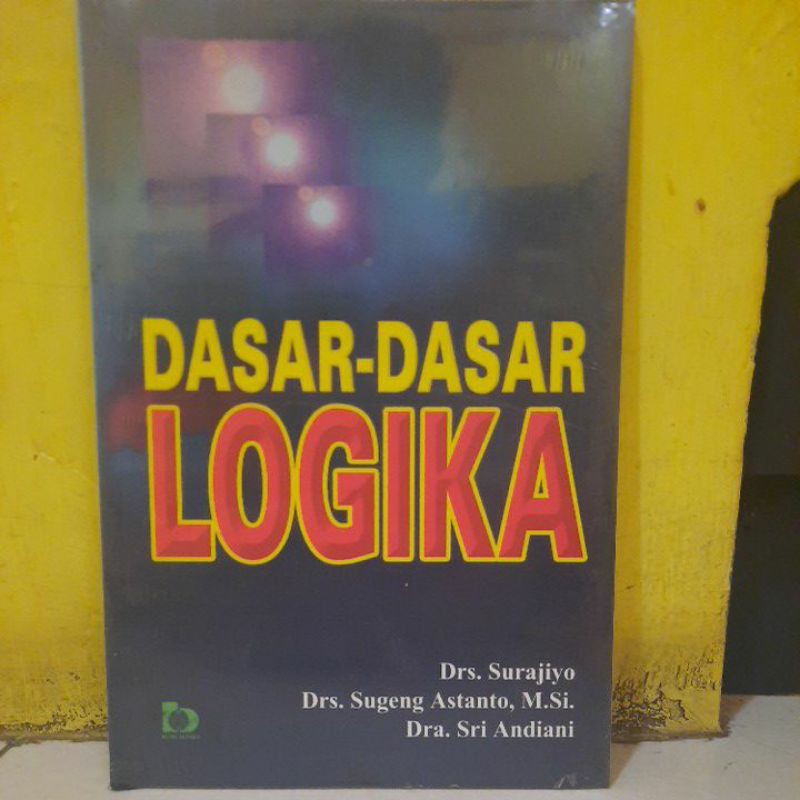 DASAR-DASAR
LOGIKA
Drs. Surajiyo
Drs. Sugeng Astanto, M.Si.
Dra. Sri Andiani